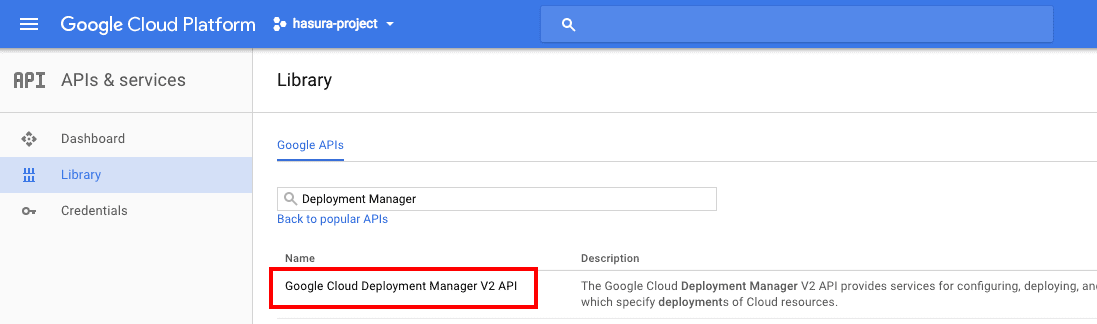 Google Cloud Platform hasura-project
API APIs & services
Library
Dashboard
Library
Credentials
Google APIs
Deployment Manager
Back to popular APIs
Name Description
Google Cloud Deployment Manager V2 API The Google Cloud Deployment Manager V2 API provides services for configuring, deploying, and
which specify deployments of Cloud resources.